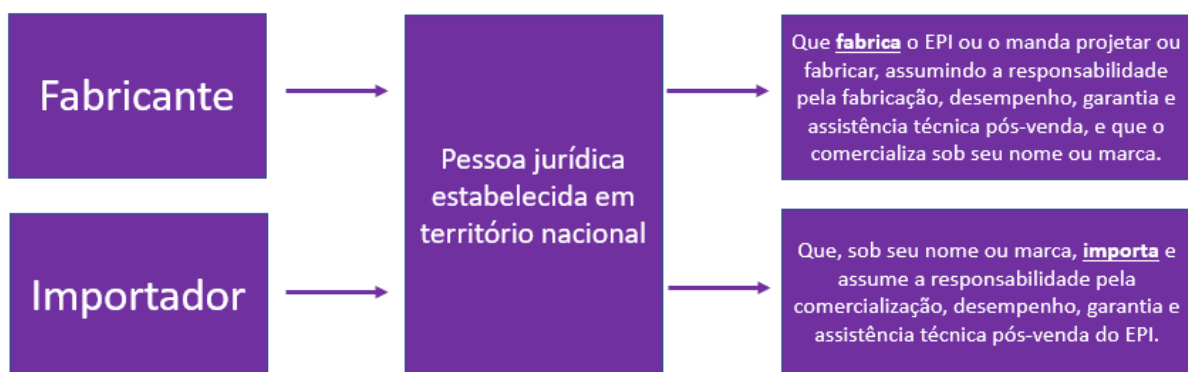 Fabricante
Importador
Pessoa jurídica
estabelecida em
território nacional
Que fabrica o EPI ou o manda projetar ou
fabricar, assumindo a responsabilidade
pela fabricação, desempenho, garantia e
assistência técnica pós-venda, e que o
comercializa sob seu nome ou marca.
Que, sob seu nome ou marca, importa e
assume a responsabilidade pela
comercialização, desempenho, garantia e
assistência técnica pós-venda do EPI.